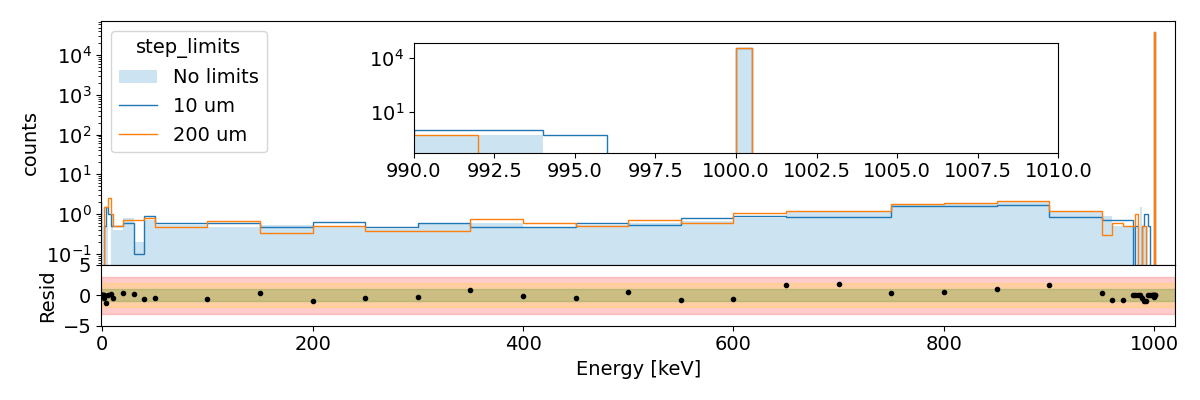 step_limits
No limits
10 um
200 um
counts
10⁴
10³
10²
10¹
10⁰
10⁻¹
10⁴
10¹
990.0 992.5 995.0 997.5 1000.0 1002.5 1005.0 1007.5 1010.0
Resid
5
0
−5
0 200 400 600 800 1000
Energy [keV]